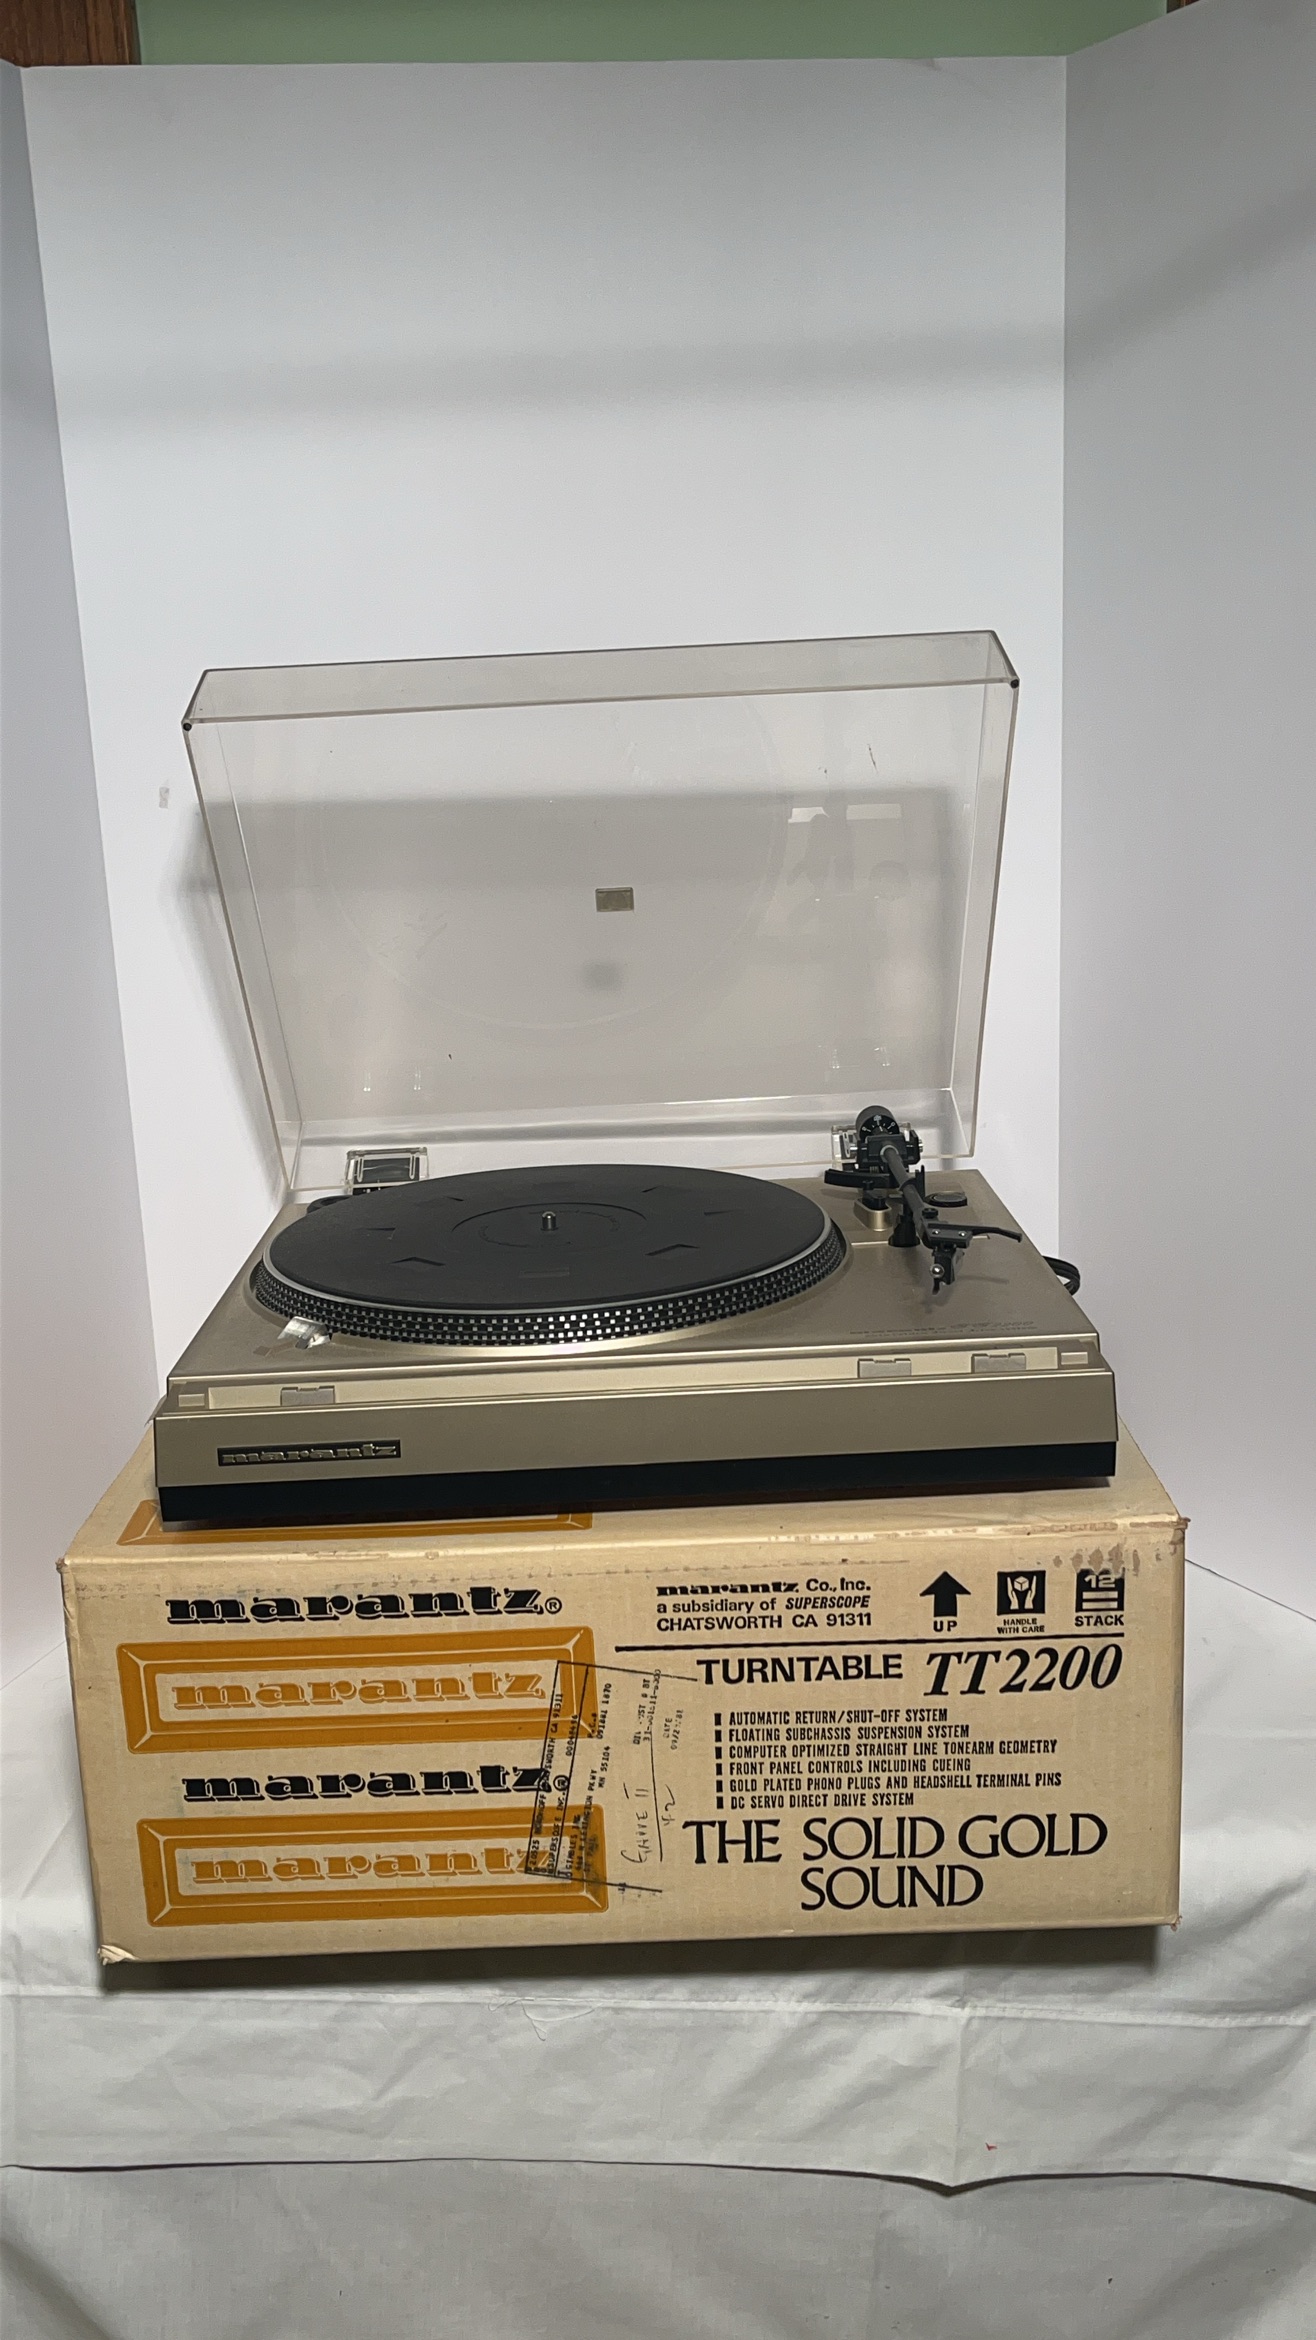 marantz
marantz®
marantz
marantz®
marantz
marantz Co., Inc.
a subsidiary of SUPERSCOPE
CHATSWORTH CA 91311
UP
HANDLE
WITH CARE
12
STACK
TURNTABLE TT2200
AUTOMATIC RETURN/SHUT-OFF SYSTEM
FLOATING SUBCHASSIS SUSPENSION SYSTEM
COMPUTER OPTIMIZED STRAIGHT LINE TONEARM GEOMETRY
FRONT PANEL CONTROLS INCLUDING CUEING
GOLD PLATED PHONO PLUGS AND HEADSHELL TERMINAL PINS
DC SERVO DIRECT DRIVE SYSTEM
THE SOLID GOLD
SOUND